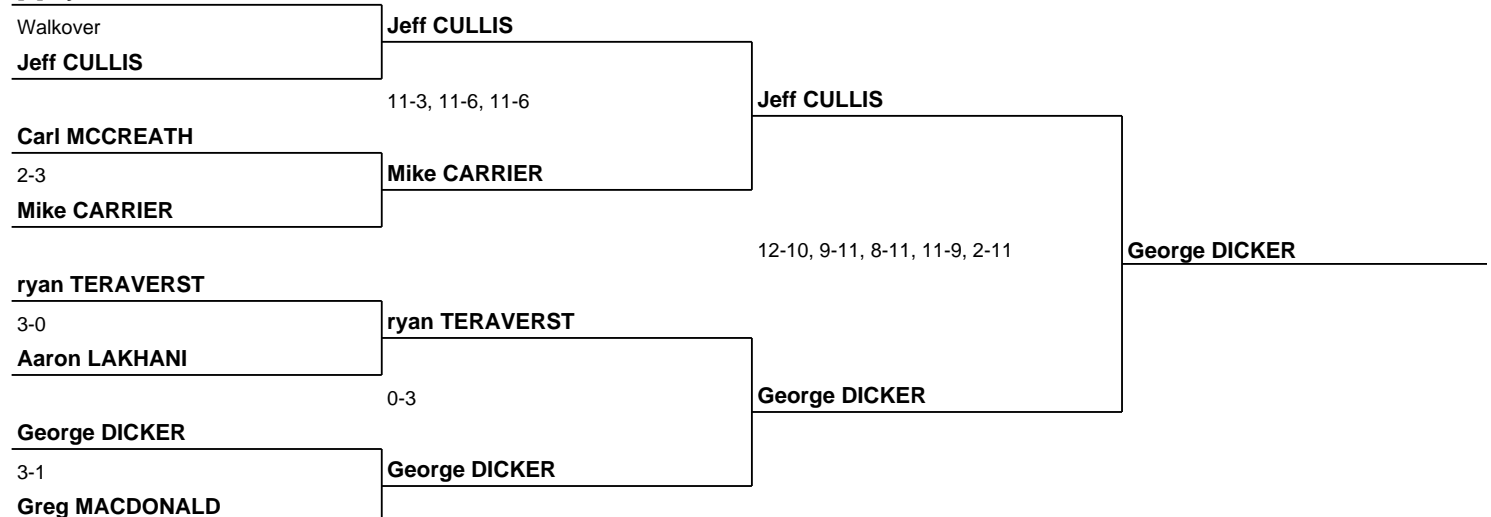 Walkover
Jeff CULLIS
Jeff CULLIS
11-3, 11-6, 11-6
Jeff CULLIS
Carl MCCREATH
2-3
Mike CARRIER
Mike CARRIER
12-10, 9-11, 8-11, 11-9, 2-11
George DICKER
ryan TERAVERST
3-0
ryan TERAVERST
Aaron LAKHANI
0-3
George DICKER
George DICKER
3-1
George DICKER
Greg MACDONALD